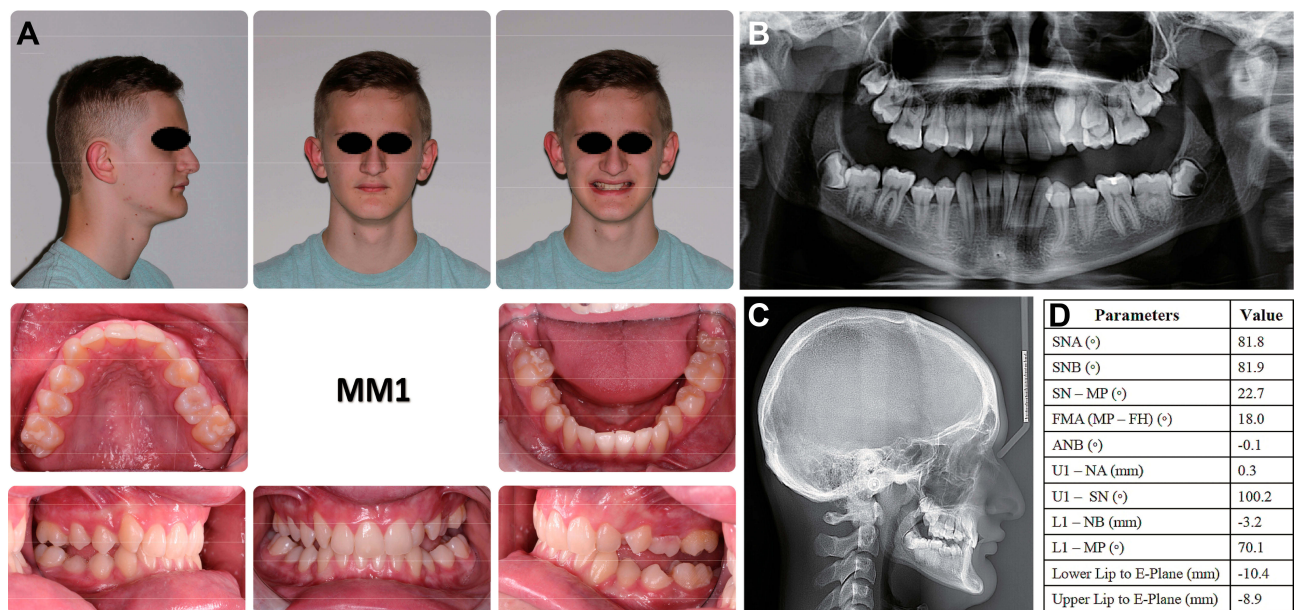 A
B
MM1
C
D
Parameters Value
SNA (°) 81.8
SNB (°) 81.9
SN – MP (°) 22.7
FMA (MP – FH) (°) 18.0
ANB (°) -0.1
U1 – NA (mm) 0.3
U1 – SN (°) 100.2
L1 – NB (mm) -3.2
L1 – MP (°) 70.1
Lower Lip to E-Plane (mm) -10.4
Upper Lip to E-Plane (mm) -8.9